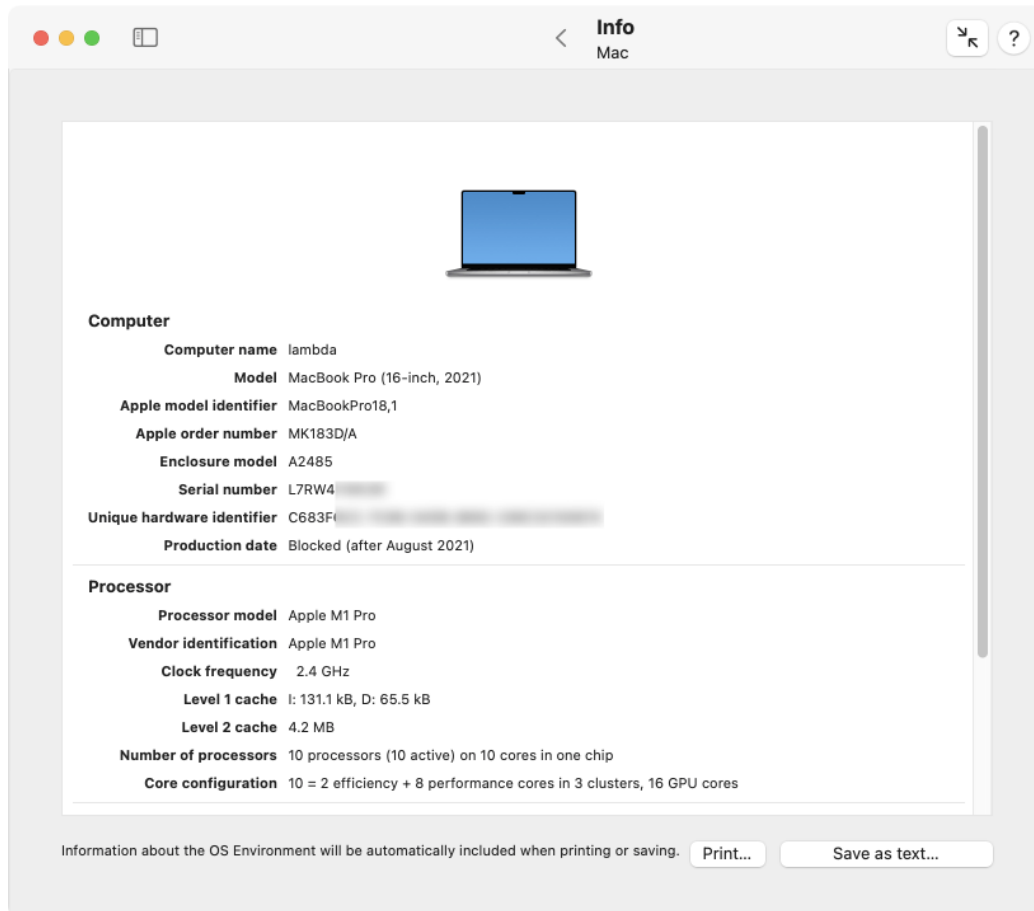 Info
Mac
?
Computer
Computer name lambda
Model MacBook Pro (16-inch, 2021)
Apple model identifier MacBookPro18,1
Apple order number MK183D/A
Enclosure model A2485
Serial number L7RW4
Unique hardware identifier C683F
Production date Blocked (after August 2021)
Processor
Processor model Apple M1 Pro
Vendor identification Apple M1 Pro
Clock frequency 2.4 GHz
Level 1 cache I: 131.1 kB, D: 65.5 kB
Level 2 cache 4.2 MB
Number of processors 10 processors (10 active) on 10 cores in one chip
Core configuration 10 = 2 efficiency + 8 performance cores in 3 clusters, 16 GPU cores
Information about the OS Environment will be automatically included when printing or saving. Print... Save as text...